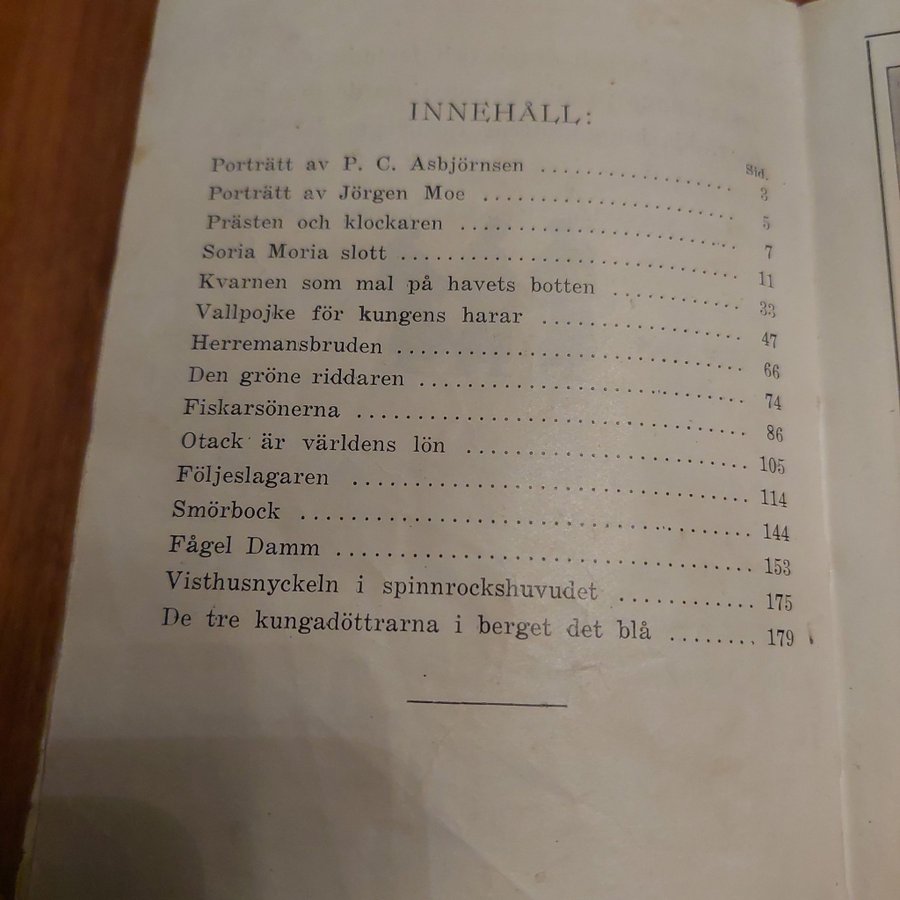 INNEHÅLL:
Sid.
Porträtt av P. C. Asbjörnsen .................. 3
Porträtt av Jörgen Moe .................. 5
Prästen och klockaren .................. 7
Soria Moria slott .................. 11
Kvarnen som mal på havets botten .................. 33
Vallpojke för kungens harar .................. 47
Herremansbruden .................. 66
Den gröne riddaren .................. 74
Fiskarsönerna .................. 86
Otack är världens lön .................. 105
Följeslagaren .................. 114
Smörbock .................. 144
Fågel Damm .................. 153
Visthusnyckeln i spinnrockshuvudet ............ 175
De tre kungadöttrarna i berget det blå ........ 179